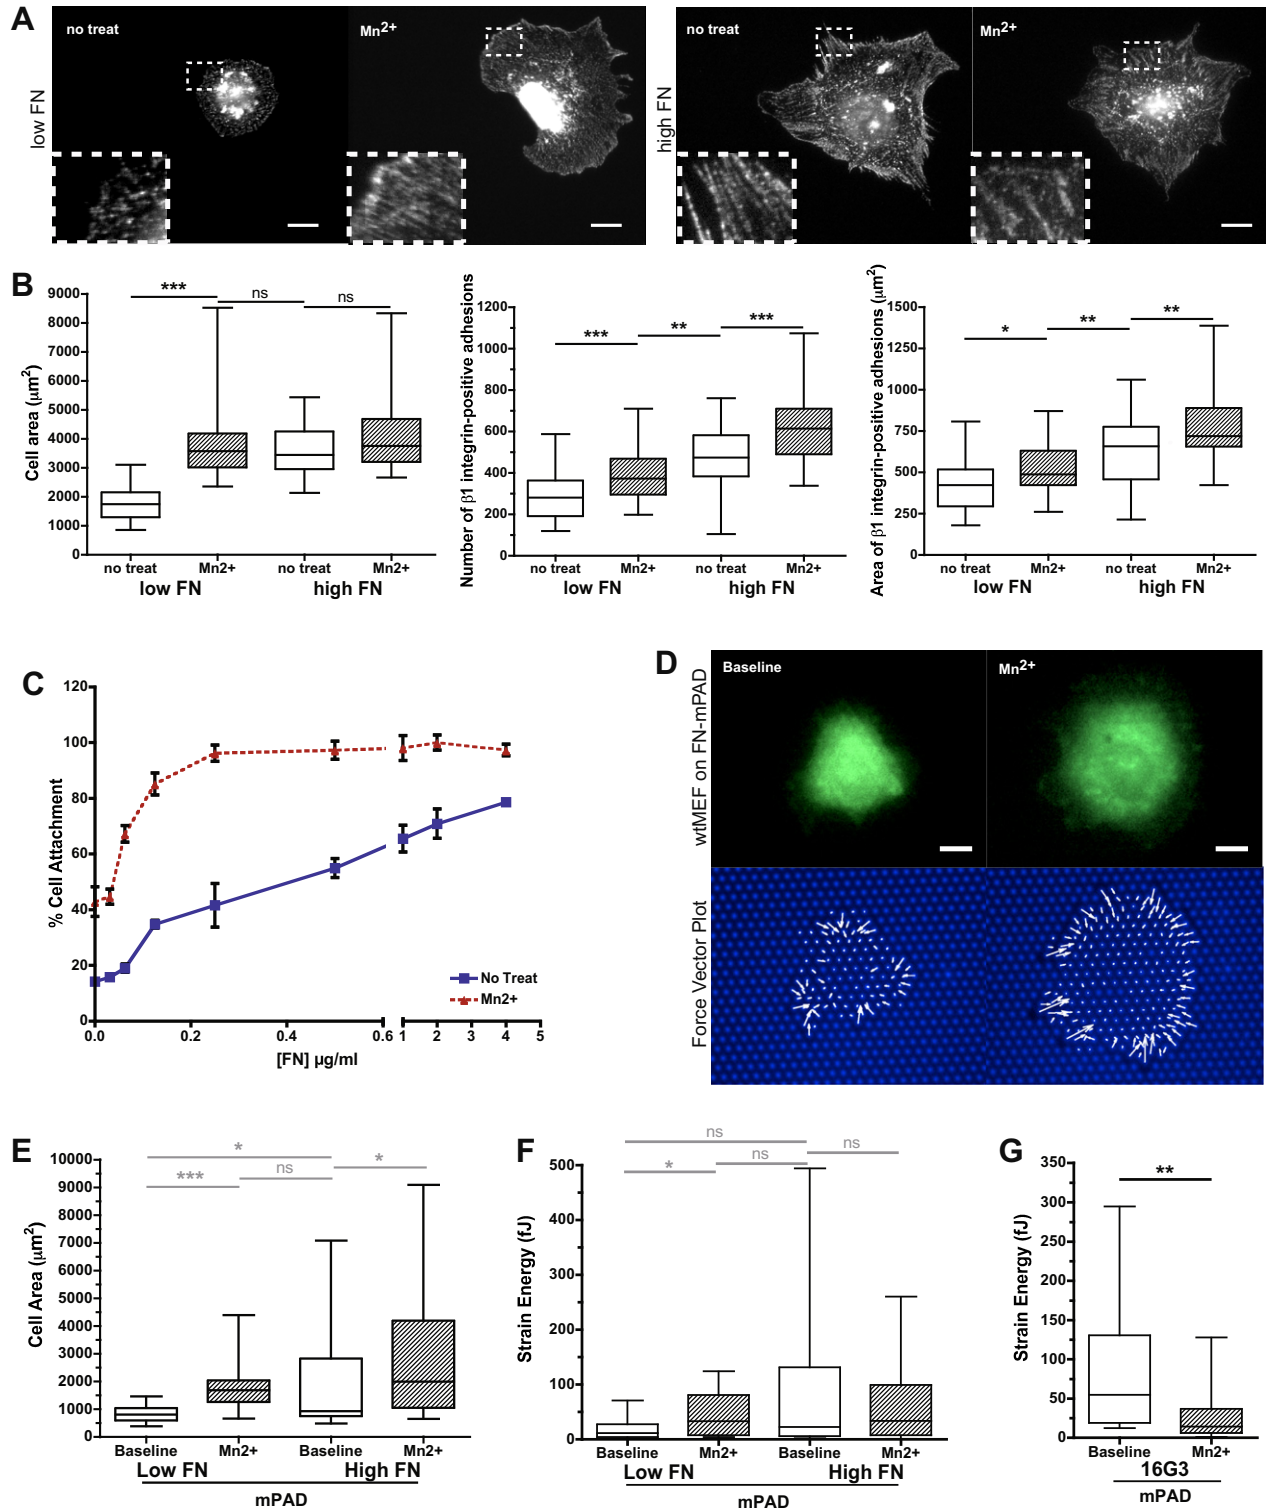 A
no treat
Mn2+
no treat
Mn2+
low FN
high FN
B
Cell area (μm2)
9000
8000
7000
6000
5000
4000
3000
2000
1000
0
***
ns
ns
no treat
Mn2+
no treat
Mn2+
low FN
high FN
Number of β1 integrin-positive adhesions
1200
1000
800
600
400
200
0
***
**
***
no treat
Mn2+
no treat
Mn2+
low FN
high FN
Area of β1 integrin-positive adhesions (μm2)
1500
1250
1000
750
500
250
0
*
**
**
no treat
Mn2+
no treat
Mn2+
low FN
high FN
C
% Cell Attachment
120
100
80
60
40
20
0
No Treat
Mn2+
0.0
0.2
0.4
0.6
1
2
3
4
5
[FN] μg/ml
D
wtMEF on FN-mPAD
Baseline
Mn2+
Force Vector Plot
E
Cell Area (μm2)
10000
9000
8000
7000
6000
5000
4000
3000
2000
1000
0
*
***
ns
*
Baseline
Mn2+
Baseline
Mn2+
Low FN
High FN
mPAD
F
Strain Energy (fJ)
500
400
300
200
100
0
ns
*
ns
ns
Baseline
Mn2+
Baseline
Mn2+
Low FN
High FN
mPAD
G
Strain Energy (fJ)
350
300
250
200
150
100
50
0
**
Baseline
Mn2+
16G3
mPAD